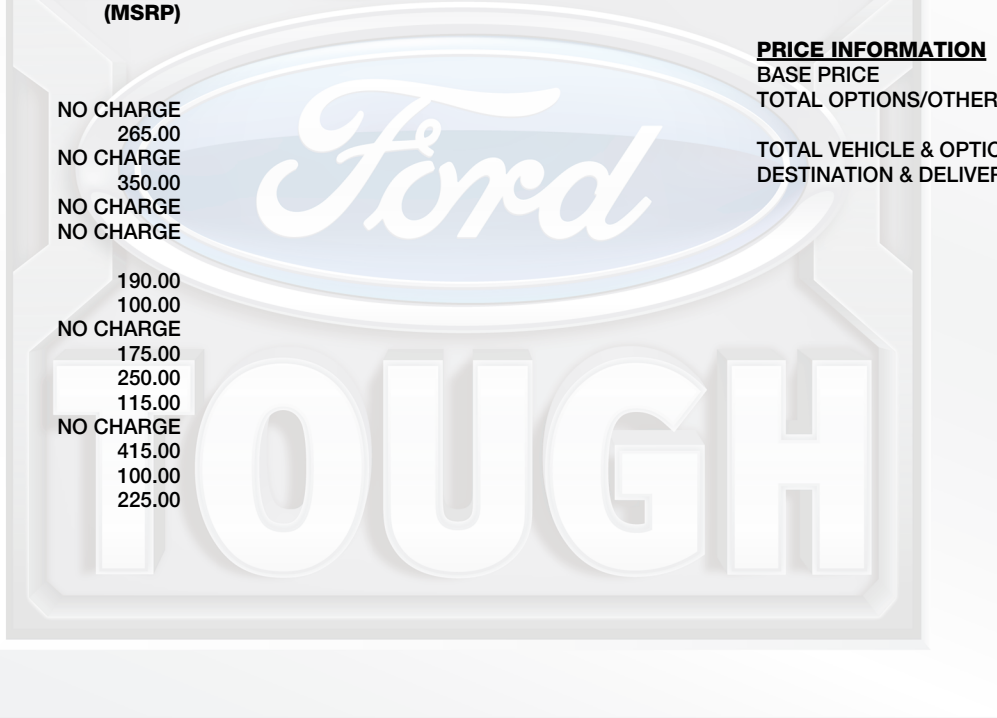 (MSRP)
NO CHARGE
265.00
NO CHARGE
350.00
NO CHARGE
NO CHARGE
190.00
100.00
NO CHARGE
175.00
250.00
115.00
NO CHARGE
415.00
100.00
225.00
PRICE INFORMATION
BASE PRICE
TOTAL OPTIONS/OTHER
TOTAL VEHICLE & OPTIO
DESTINATION & DELIVER
Ford
TOUGH